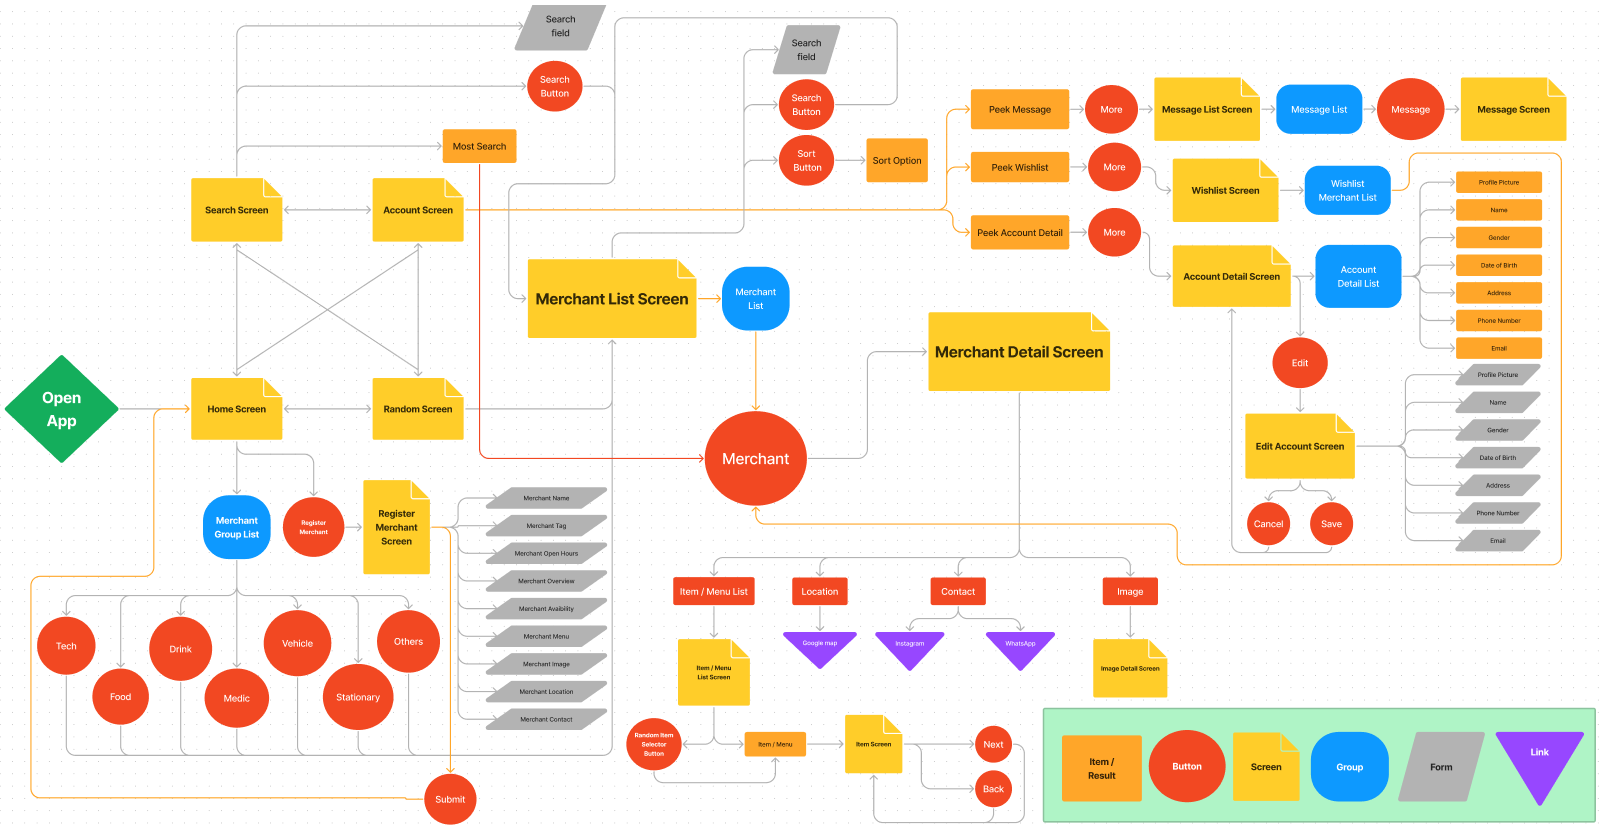 Search
field
Search
field
Search
Button
Search
Button
Peek Message
More
Message List Screen
Message List
Message
Message Screen
Most Search
Sort
Button
Sort Option
Peek Wishlist
More
Wishlist Screen
Wishlist
Merchant List
Profile Picture
Name
Gender
Date of Birth
Address
Phone Number
Email
Search Screen
Account Screen
Peek Account Detail
More
Account Detail Screen
Account
Detail List
Merchant List Screen
Merchant
List
Merchant Detail Screen
Edit
Profile Picture
Name
Gender
Date of Birth
Address
Phone Number
Email
Open
App
Home Screen
Random Screen
Merchant
Edit Account Screen
Cancel
Save
Merchant
Group List
Register
Merchant
Register
Merchant
Screen
Merchant Name
Merchant Tag
Merchant Open Hours
Merchant Overview
Merchant Avaibility
Merchant Menu
Merchant Image
Merchant Location
Merchant Contact
Tech
Food
Drink
Medic
Vehicle
Stationary
Others
Submit
Item / Menu List
Location
Contact
Image
Google map
Instagram
WhatsApp
Item / Menu
List Screen
Image Detail Screen
Random Item
Selector
Button
Item / Menu
Item Screen
Next
Back
Item /
Result
Button
Screen
Group
Form
Link